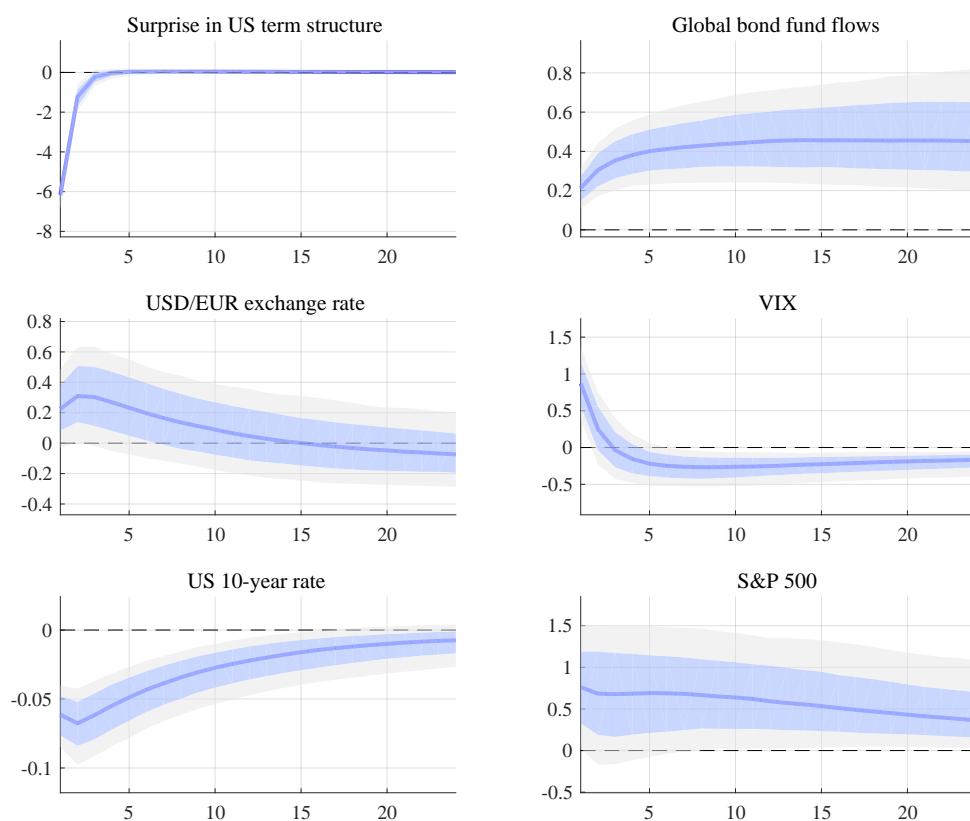 Surprise in US term structure
0
-2
-4
-6
-8
5 10 15 20
Global bond fund flows
0.8
0.6
0.4
0.2
0
5 10 15 20
USD/EUR exchange rate
0.8
0.6
0.4
0.2
0
-0.2
-0.4
5 10 15 20
VIX
1.5
1
0.5
0
-0.5
5 10 15 20
US 10-year rate
0
-0.05
-0.1
5 10 15 20
S&P 500
1.5
1
0.5
0
-0.5
5 10 15 20